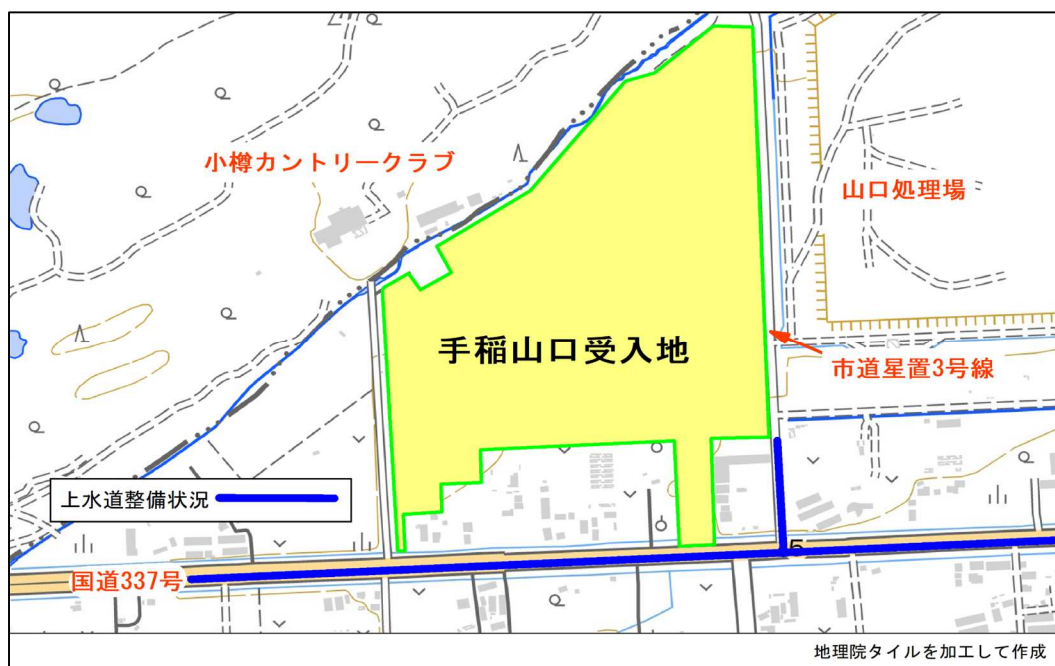 小樽カントリークラブ
山口処理場
手稲山口受入地
市道星置3号線
上水道整備状況
5
国道337号
地理院タイルを加工して作成